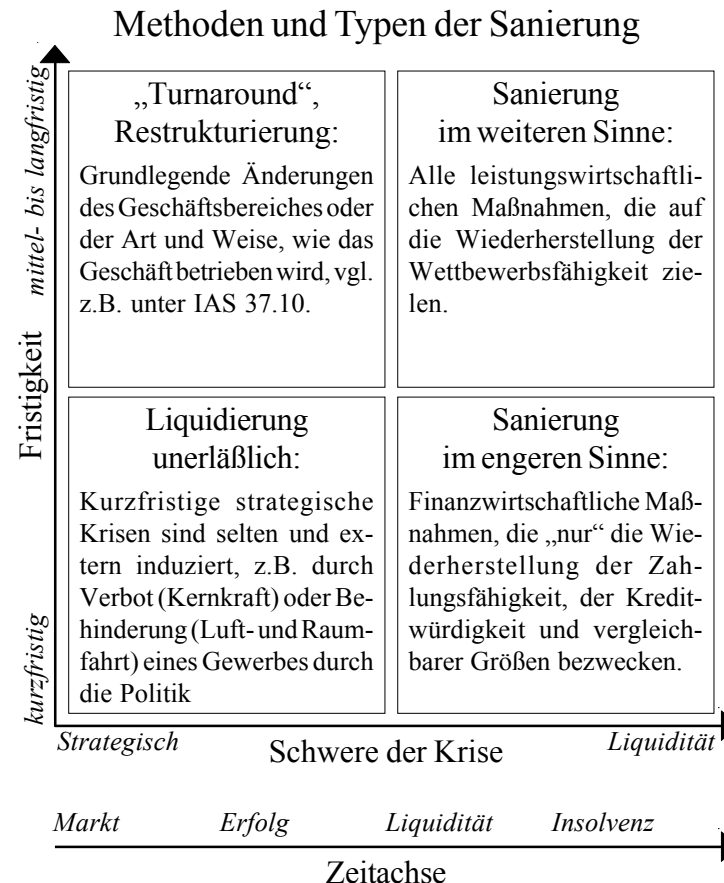 Methoden und Typen der Sanierung
mittel- bis langfristig
Fristigkeit
kurzfristig
„Turnaround“,
Restrukturierung:
Grundlegende Änderungen
des Geschäftsbereiches oder
der Art und Weise, wie das
Geschäft betrieben wird, vgl.
z.B. unter IAS 37.10.
Sanierung
im weiteren Sinne:
Alle leistungswirtschaftli-
chen Maßnahmen, die auf
die Wiederherstellung der
Wettbewerbsfähigkeit zie-
len.
Liquidierung
unerläßlich:
Kurzfristige strategische
Krisen sind selten und ex-
tern induziert, z.B. durch
Verbot (Kernkraft) oder Be-
hinderung (Luft- und Raum-
fahrt) eines Gewerbes durch
die Politik
Sanierung
im engeren Sinne:
Finanzwirtschaftliche Maß-
nahmen, die „nur“ die Wie-
derherstellung der Zah-
lungsfähigkeit, der Kredit-
würdigkeit und vergleich-
barer Größen bezwecken.
Strategisch
Schwere der Krise
Liquidität
Markt Erfolg Liquidität Insolvenz
Zeitachse